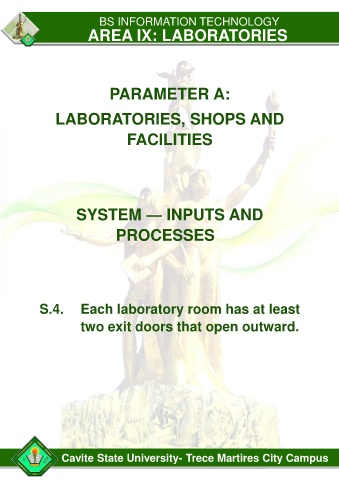 BS INFORMATION TECHNOLOGY
AREA IX: LABORATORIES
PARAMETER A:
LABORATORIES, SHOPS AND
FACILITIES
SYSTEM — INPUTS AND
PROCESSES
S.4. Each laboratory room has at least
two exit doors that open outward.
Cavite State University- Trece Martires City Campus